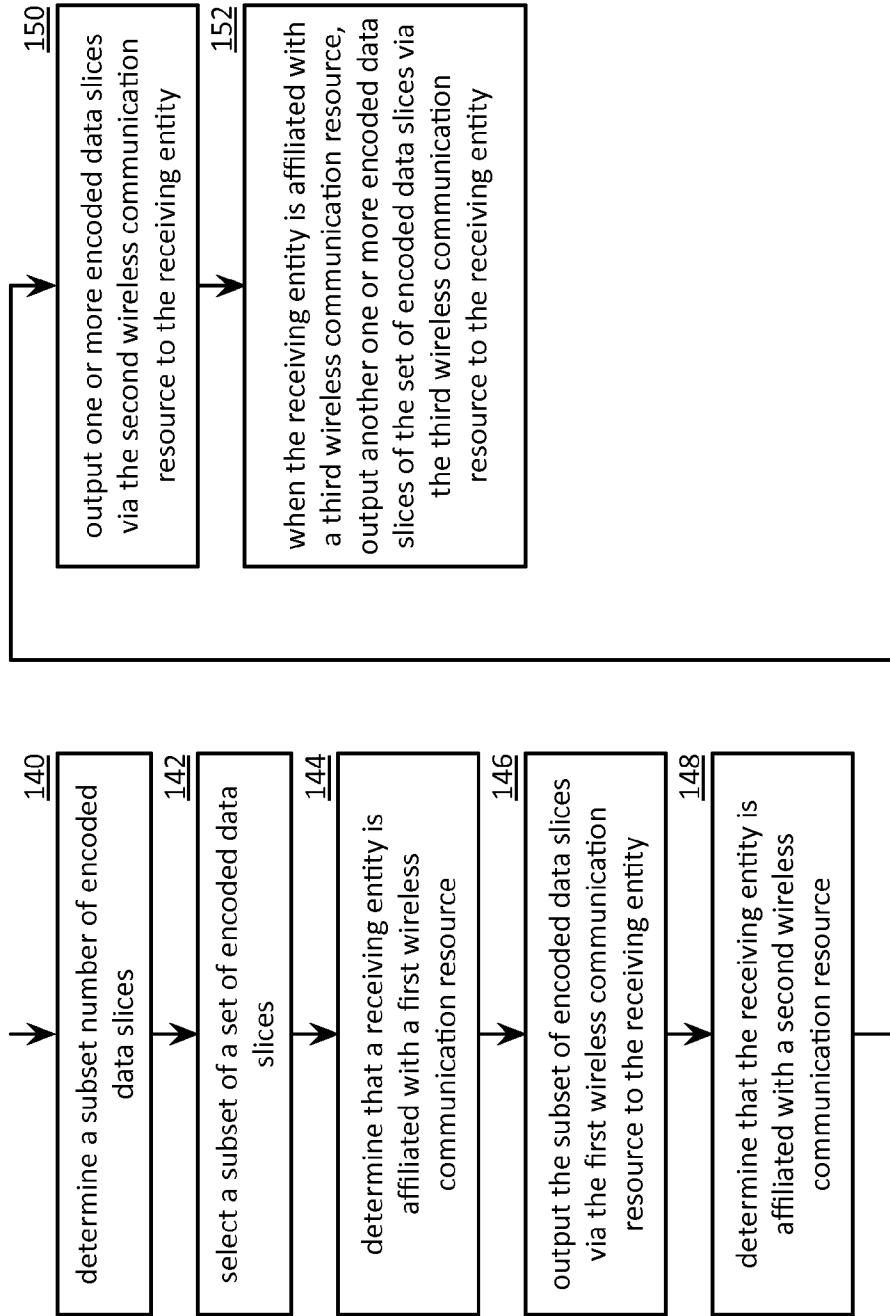 140
determine a subset number of encoded
data slices
142
select a subset of a set of encoded data
slices
144
determine that a receiving entity is
affiliated with a first wireless
communication resource
146
output the subset of encoded data slices
via the first wireless communication
resource to the receiving entity
148
determine that the receiving entity is
affiliated with a second wireless
communication resource
150
output one or more encoded data slices
via the second wireless communication
resource to the receiving entity
152
when the receiving entity is affiliated with
a third wireless communication resource,
output another one or more encoded data
slices of the set of encoded data slices via
the third wireless communication
resource to the receiving entity